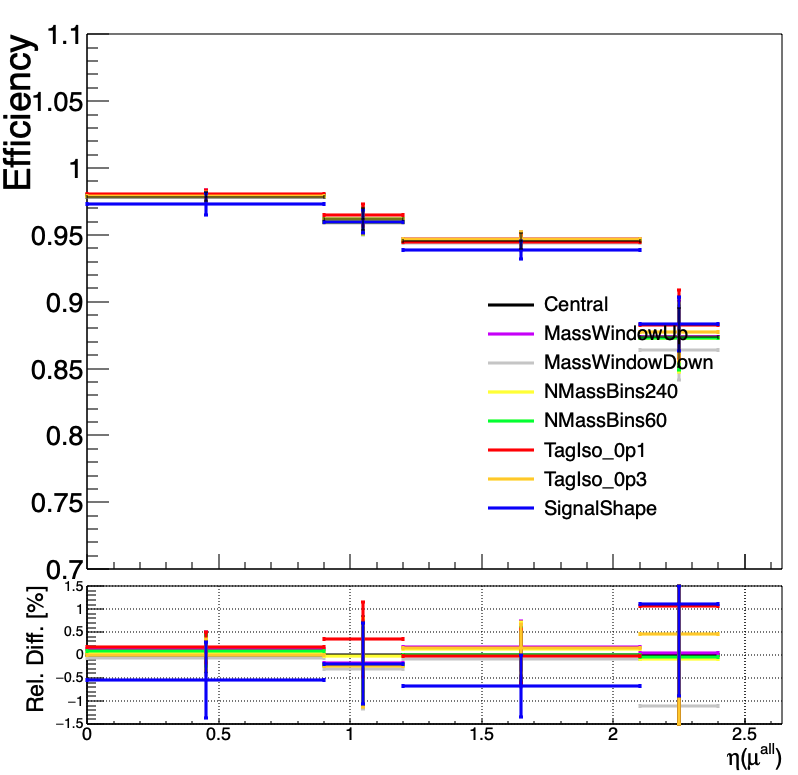 Efficiency
1.1
1.05
1
0.95
0.9
0.85
0.8
0.75
0.7
Central
MassWindowUp
MassWindowDown
NMassBins240
NMassBins60
TagIso_0p1
TagIso_0p3
SignalShape
Rel. Diff. [%]
1.5
1
0.5
0
−0.5
−1
−1.5
0 0.5 1 1.5 2 2.5
η(μ^all)